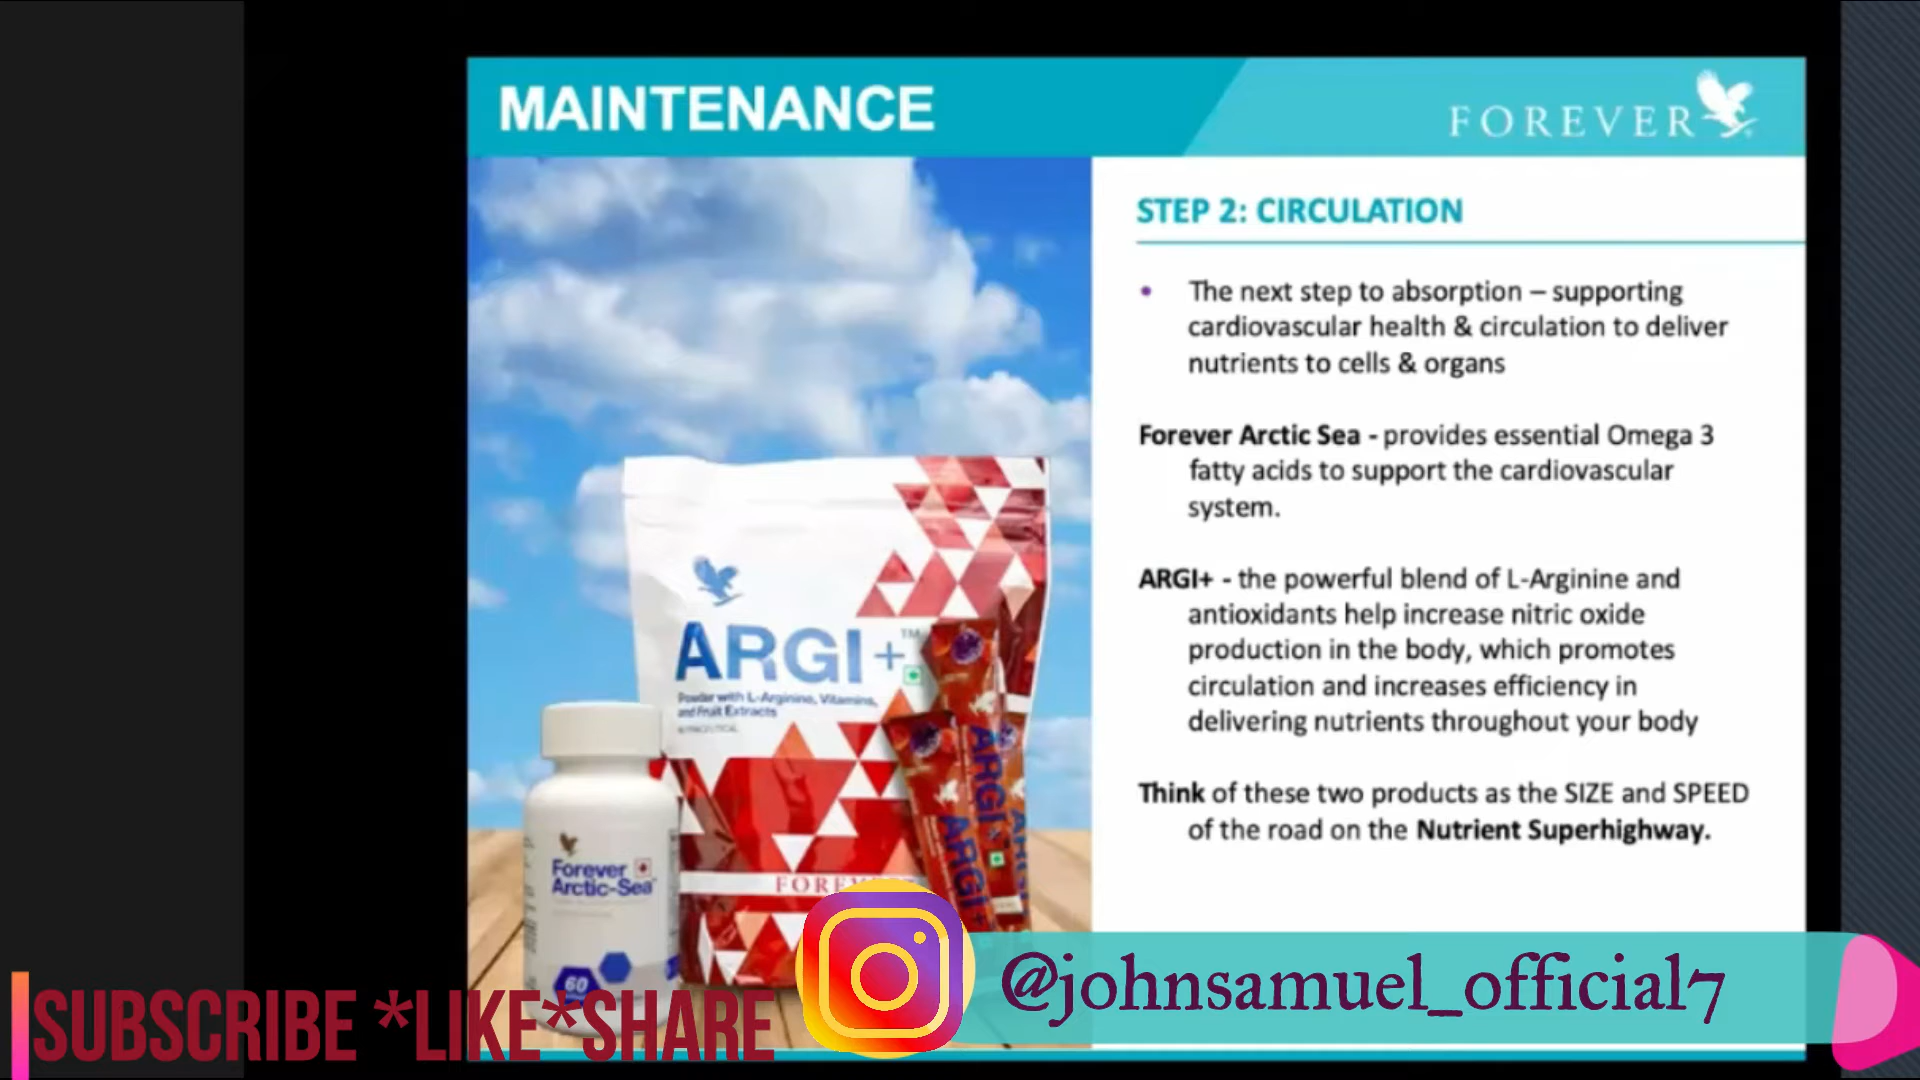 MAINTENANCE
FOREVER
STEP 2: CIRCULATION
• The next step to absorption – supporting
cardiovascular health & circulation to deliver
nutrients to cells & organs
Forever Arctic Sea - provides essential Omega 3
fatty acids to support the cardiovascular
system.
ARGI+ - the powerful blend of L-Arginine and
antioxidants help increase nitric oxide
production in the body, which promotes
circulation and increases efficiency in
delivering nutrients throughout your body
Think of these two products as the SIZE and SPEED
of the road on the Nutrient Superhighway.
ARGI+™
Powder with L-Arginine, Vitamins,
and Fruit Extracts
ARGI+
ARGI+
Forever
Arctic-Sea
60
SUBSCRIBE *LIKE*SHARE
@johnsamuel_official7